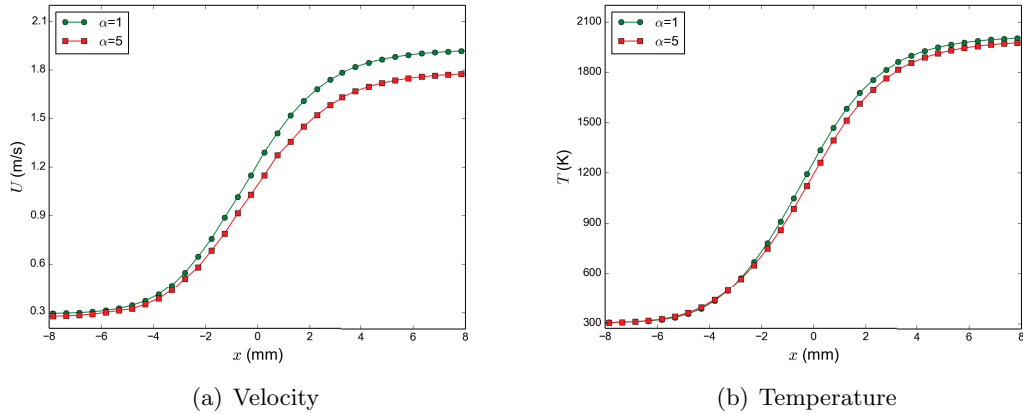 2.1
1.8
1.5
1.2
0.9
0.6
0.3
U (m/s)
α=1
α=5
−8 −6 −4 −2 0 2 4 6 8
x (mm)
(a) Velocity
2100
1800
1500
1200
900
600
300
T (K)
α=1
α=5
−8 −6 −4 −2 0 2 4 6 8
x (mm)
(b) Temperature